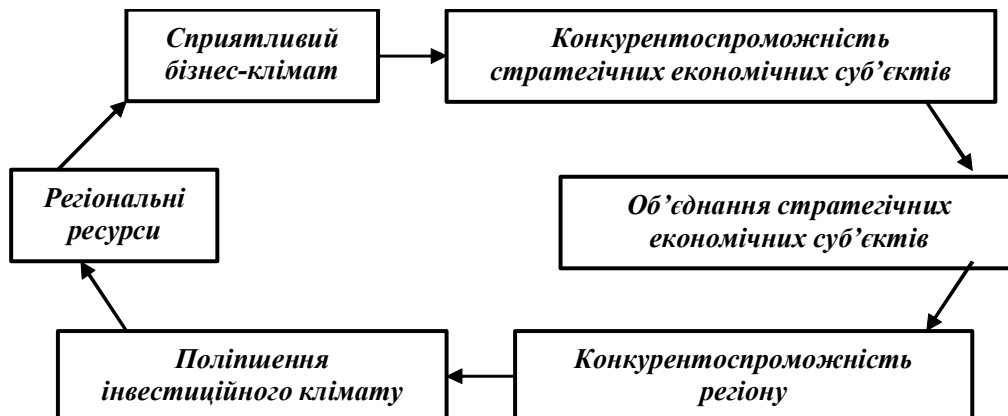 Сприятливий
бізнес-клімат
Конкурентоспроможність
стратегічних економічних суб’єктів
Регіональні
ресурси
Об’єднання стратегічних
економічних суб’єктів
Поліпшення
інвестиційного клімату
Конкурентоспроможність
регіону